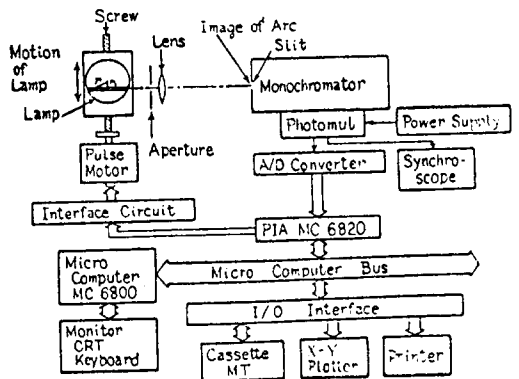 Screw
Lens
Image of Arc
Slit
Motion
of
Lamp
Lamp
Monochromator
Aperture
Photomul
Power Supply
Pulse
Motor
A/D Converter
Synchro-
scope
Interface Circuit
PIA MC 6820
Micro
Computer
MC 6800
Micro Computer Bus
I/O Interface
Monitor
CRT
Keyboard
Cassette
MT
X-Y
Plotter
Printer